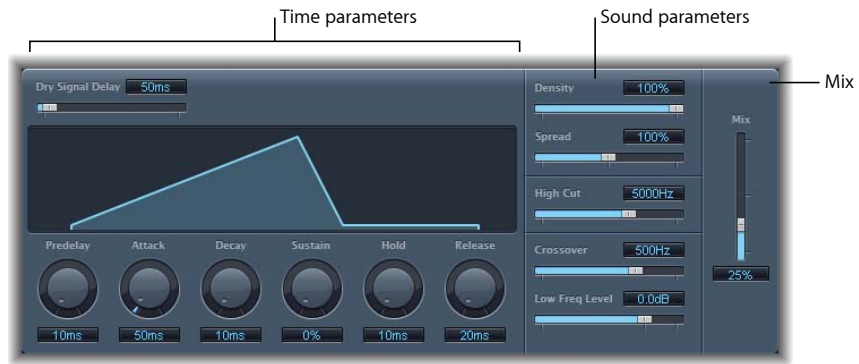 Time parameters
Sound parameters
Mix
Dry Signal Delay 50ms
Density 100%
Spread 100%
High Cut 5000Hz
Crossover 500Hz
Low Freq Level 0.0dB
Mix
25%
Predelay Attack Decay Sustain Hold Release
10ms 50ms 10ms 0% 10ms 20ms